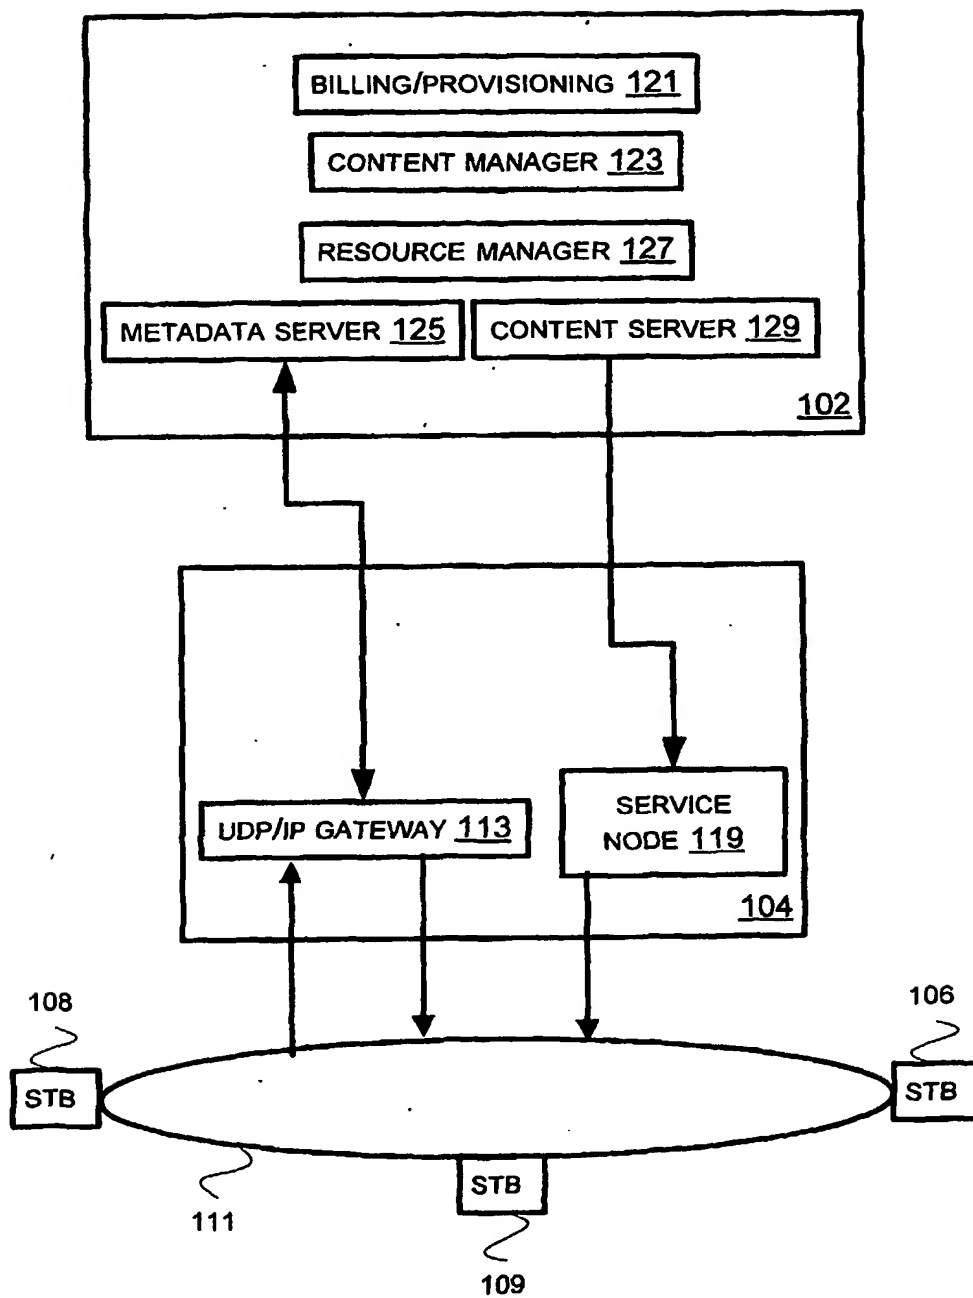 BILLING/PROVISIONING 121
CONTENT MANAGER 123
RESOURCE MANAGER 127
METADATA SERVER 125
CONTENT SERVER 129
102
UDP/IP GATEWAY 113
SERVICE
NODE 119
104
108
106
STB
STB
STB
111
109